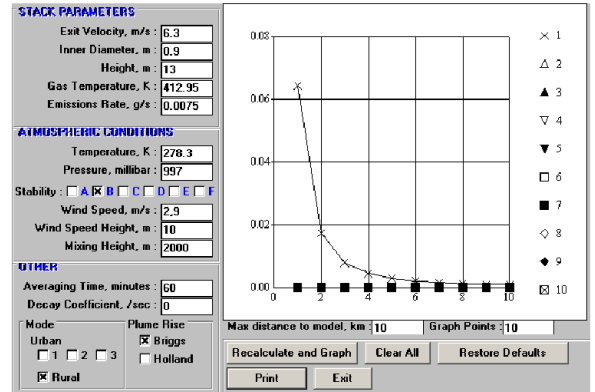 STACK PARAMETERS
Exit Velocity, m/s : 6.3
Inner Diameter, m : 0.9
Height, m : 13
Gas Temperature, K : 412.95
Emissions Rate, g/s : 0.0075
ATMOSPHERIC CONDITIONS
Temperature, K : 278.3
Pressure, millibar : 997
Stability : A B C D E F
Wind Speed, m/s : 2.9
Wind Speed Height, m : 10
Mixing Height, m : 2000
OTHER
Averaging Time, minutes : 60
Decay Coefficient, /sec : 0
Mode
Urban
1 2 3
Rural
Plume Rise
Briggs
Holland
0.08
0.06
0.04
0.02
0.00
0 2 4 6 8 10
1
2
3
4
5
6
7
8
9
10
Max distance to model, km : 10 Graph Points : 10
Recalculate and Graph Clear All Restore Defaults
Print Exit